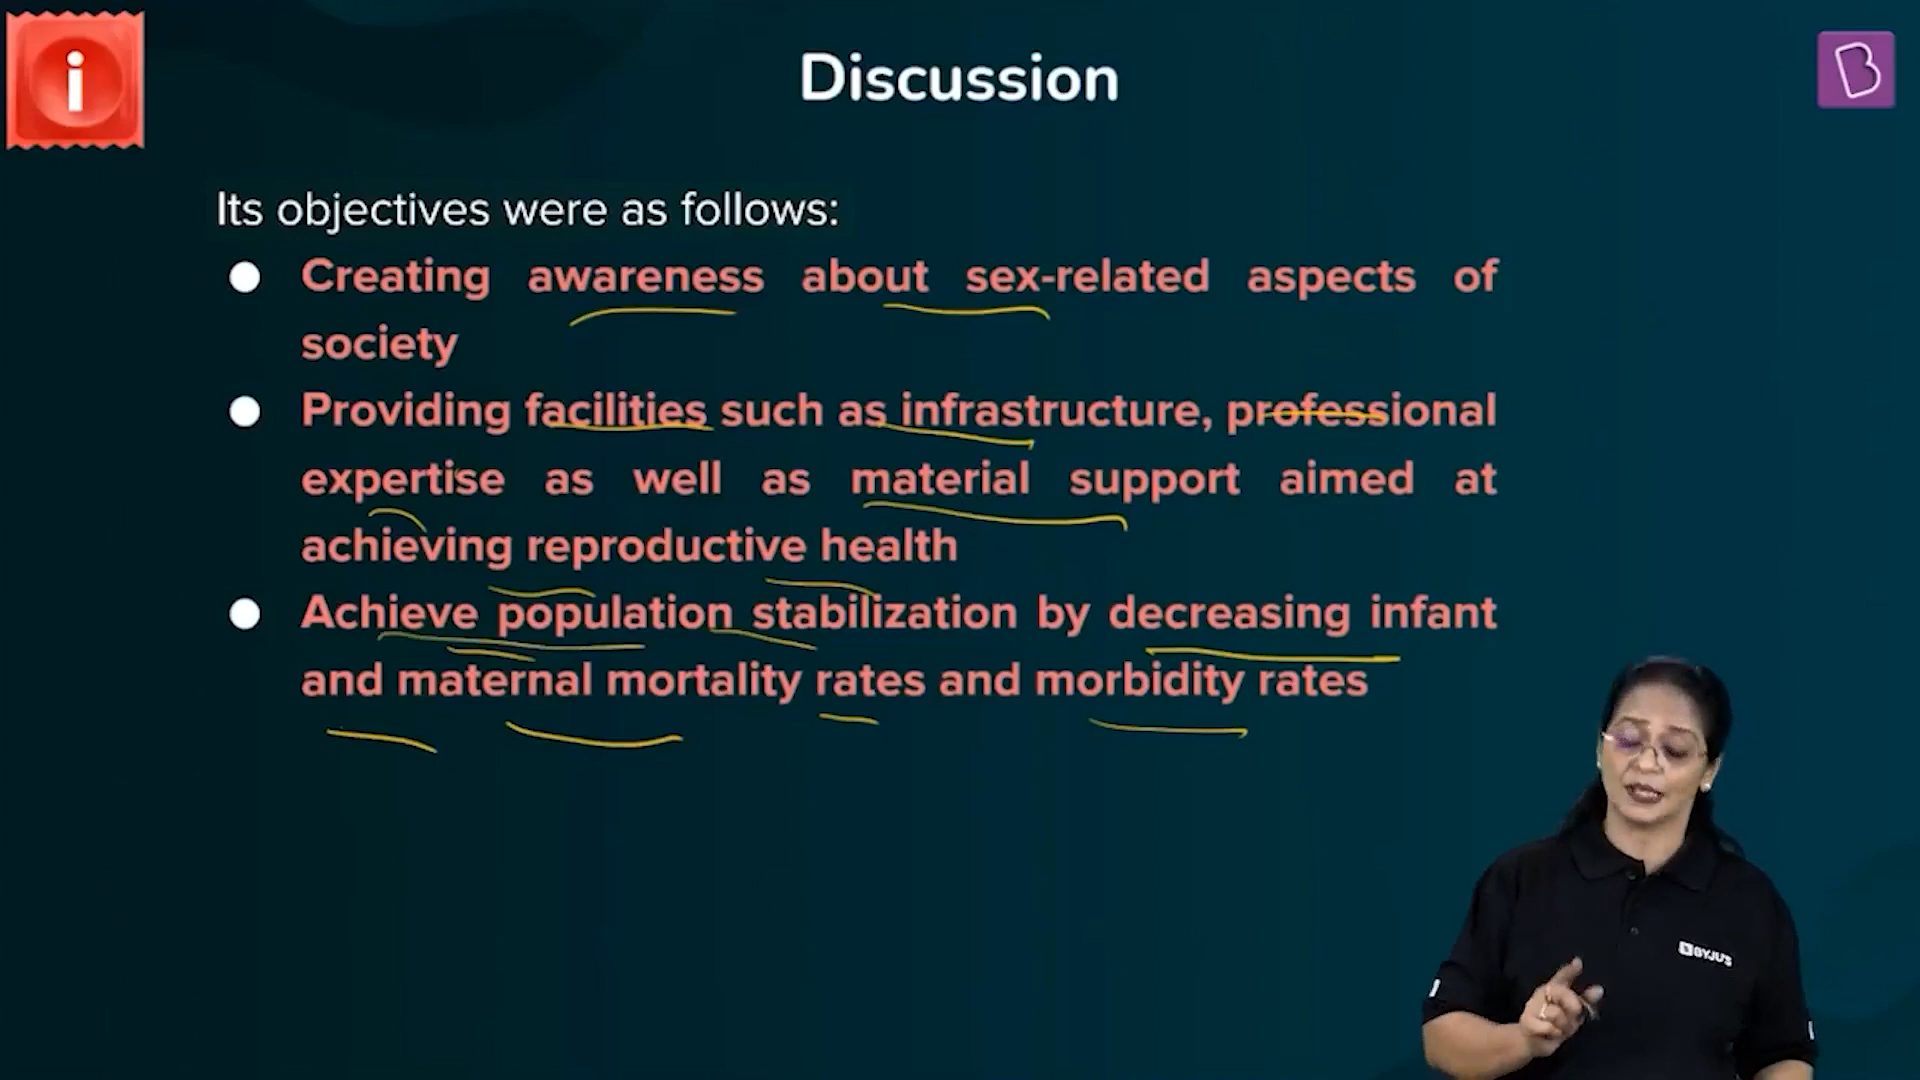 i
Discussion
B
Its objectives were as follows:
● Creating awareness about sex-related aspects of
society
● Providing facilities such as infrastructure, professional
expertise as well as material support aimed at
achieving reproductive health
● Achieve population stabilization by decreasing infant
and maternal mortality rates and morbidity rates
BYJU'S